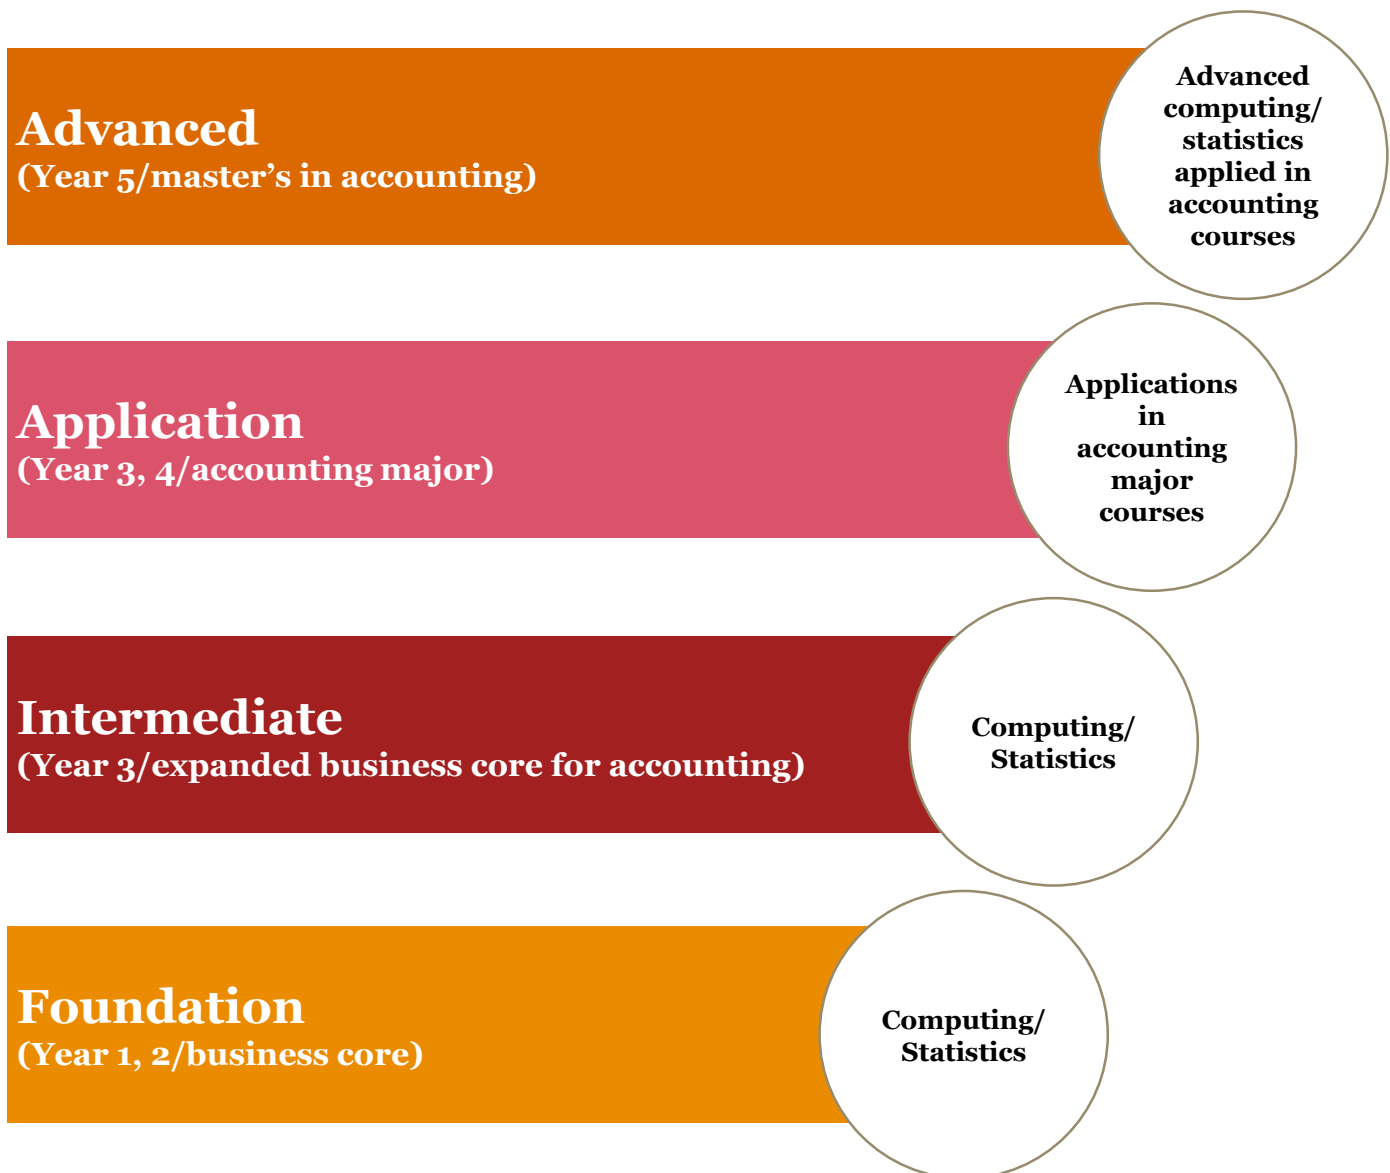 Advanced
(Year 5/master’s in accounting)
Advanced
computing/
statistics
applied in
accounting
courses
Application
(Year 3, 4/accounting major)
Applications
in
accounting
major
courses
Intermediate
(Year 3/expanded business core for accounting)
Computing/
Statistics
Foundation
(Year 1, 2/business core)
Computing/
Statistics